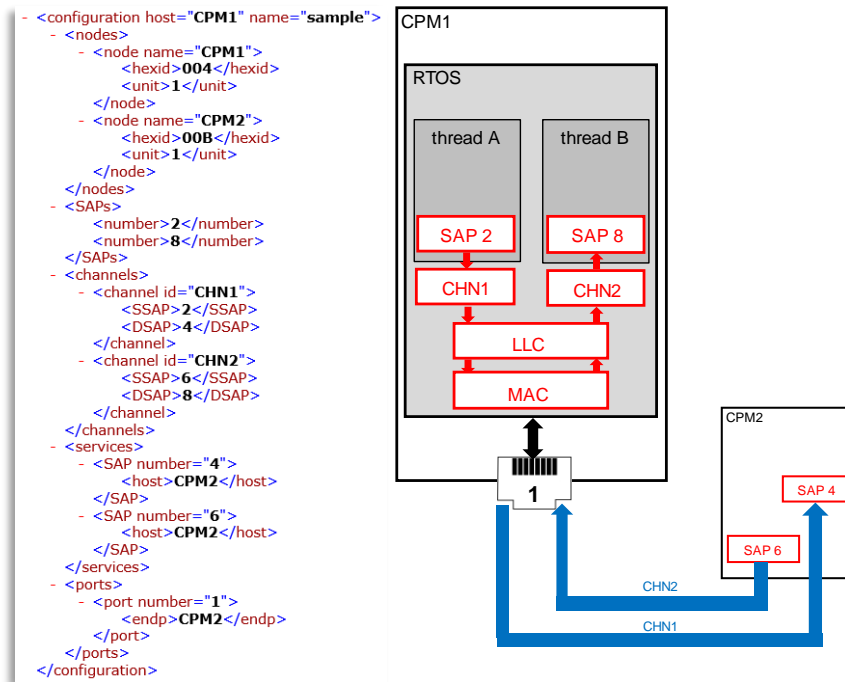 - <configuration host="CPM1" name="sample">
- <nodes>
- <node name="CPM1">
<hexid>004</hexid>
<unit>1</unit>
</node>
- <node name="CPM2">
<hexid>00B</hexid>
<unit>1</unit>
</node>
</nodes>
- <SAPs>
<number>2</number>
<number>8</number>
</SAPs>
- <channels>
- <channel id="CHN1">
<SSAP>2</SSAP>
<DSAP>4</DSAP>
</channel>
- <channel id="CHN2">
<SSAP>6</SSAP>
<DSAP>8</DSAP>
</channel>
</channels>
- <services>
- <SAP number="4">
<host>CPM2</host>
</SAP>
- <SAP number="6">
<host>CPM2</host>
</SAP>
</services>
- <ports>
- <port number="1">
<endp>CPM2</endp>
</port>
</ports>
</configuration>
CPM1
RTOS
thread A
thread B
SAP 2
SAP 8
CHN1
CHN2
LLC
MAC
1
CPM2
SAP 4
SAP 6
CHN2
CHN1